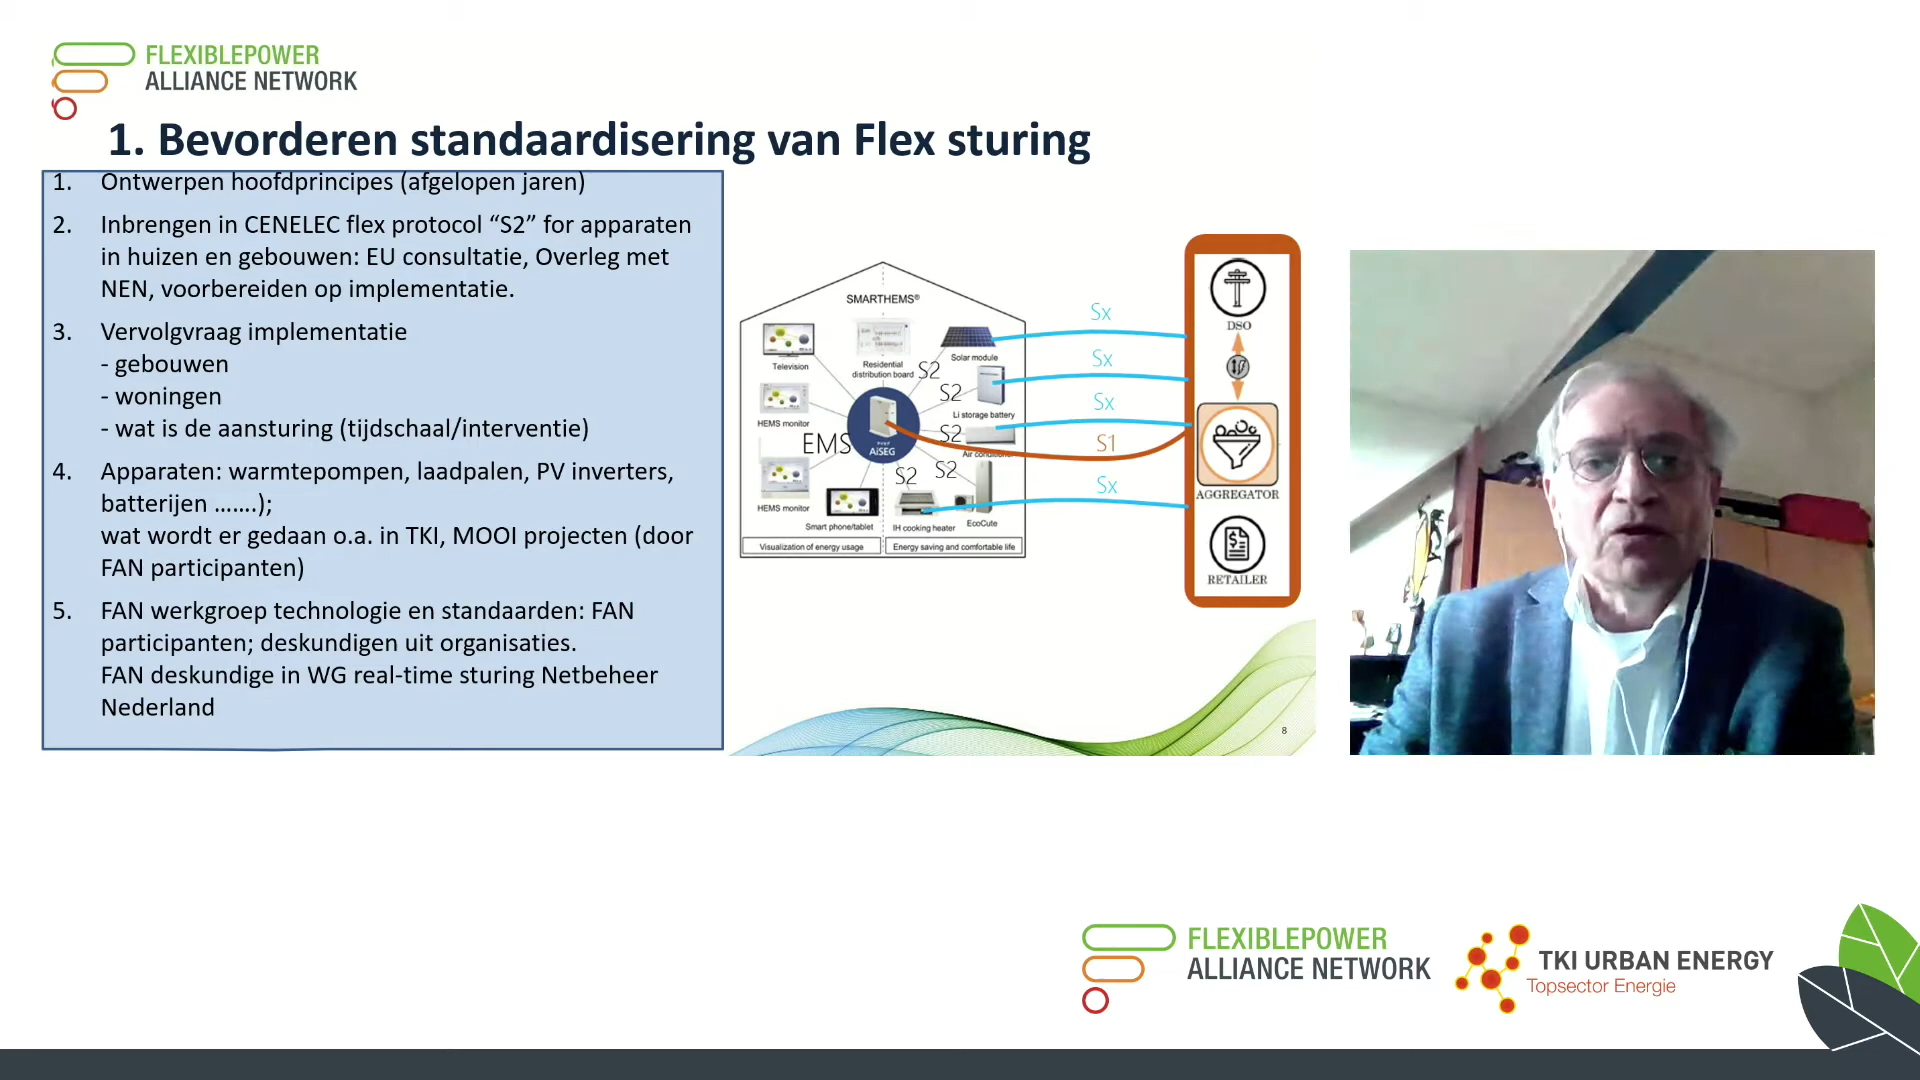 FLEXIBLEPOWER
ALLIANCE NETWORK
1. Bevorderen standaardisering van Flex sturing
1. Ontwerpen hoofdprincipes (afgelopen jaren)
2. Inbrengen in CENELEC flex protocol “S2” for apparaten
in huizen en gebouwen: EU consultatie, Overleg met
NEN, voorbereiden op implementatie.
3. Vervolgvraag implementatie
- gebouwen
- woningen
- wat is de aansturing (tijdschaal/interventie)
4. Apparaten: warmtepompen, laadpalen, PV inverters,
batterijen …….);
wat wordt er gedaan o.a. in TKI, MOOI projecten (door
FAN participanten)
5. FAN werkgroep technologie en standaarden: FAN
participanten; deskundigen uit organisaties.
FAN deskundige in WG real-time sturing Netbeheer
Nederland
SMARTHEMS®
Television
Residential
distribution board
Solar module
S2
S2
HEMS monitor
Li storage battery
EMS
AiSEG
S2
S2
S2
HEMS monitor
Smart phone/tablet
IH cooking heater
EcoCute
Visualization of energy usage
Energy saving and comfortable life
Sx
Sx
Sx
S1
Sx
DSO
AGGREGATOR
RETAILER
8
FLEXIBLEPOWER
ALLIANCE NETWORK
TKI URBAN ENERGY
Topsector Energie